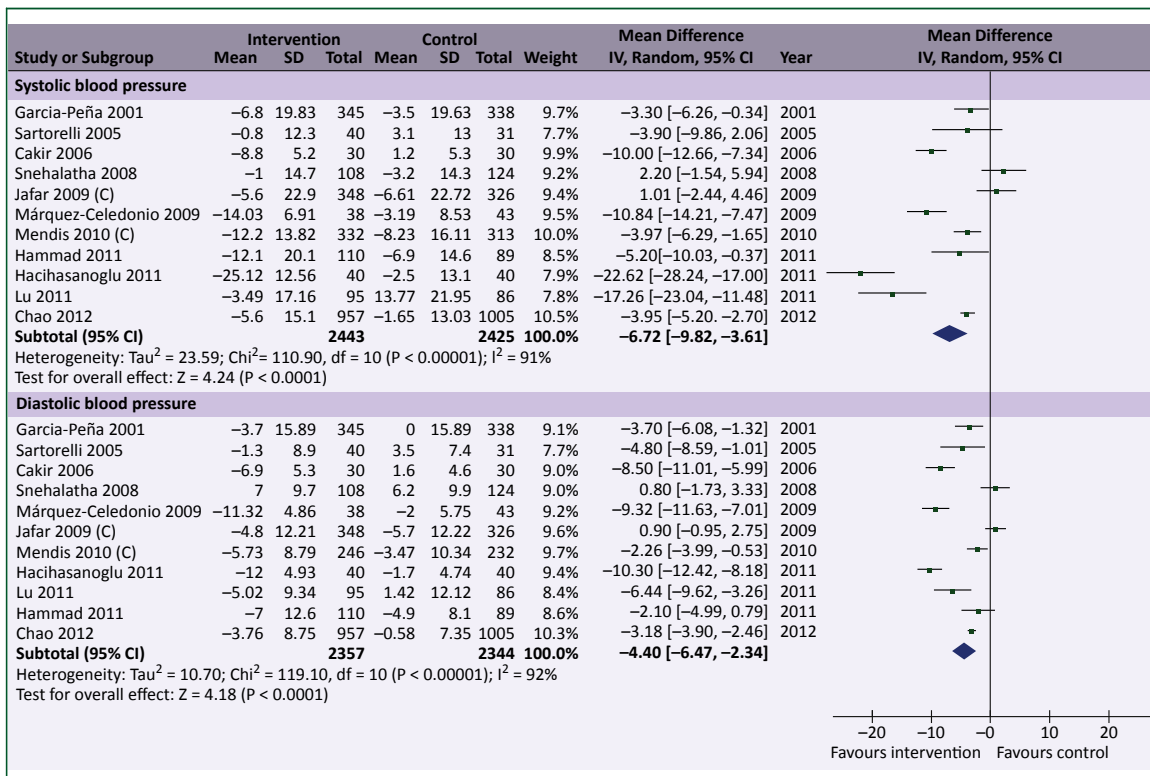 Intervention Control Mean Difference Mean Difference
Study or Subgroup Mean SD Total Mean SD Total Weight IV, Random, 95% CI Year IV, Random, 95% CI
Systolic blood pressure
Garcia-Peña 2001 −6.8 19.83 345 −3.5 19.63 338 9.7% −3.30 [−6.26, −0.34] 2001
Sartorelli 2005 −0.8 12.3 40 3.1 13 31 7.7% −3.90 [−9.86, 2.06] 2005
Cakir 2006 −8.8 5.2 30 1.2 5.3 30 9.9% −10.00 [−12.66, −7.34] 2006
Snehalatha 2008 −1 14.7 108 −3.2 14.3 124 9.2% 2.20 [−1.54, 5.94] 2008
Jafar 2009 (C) −5.6 22.9 348 −6.61 22.72 326 9.4% 1.01 [−2.44, 4.46] 2009
Márquez-Celedonio 2009 −14.03 6.91 38 −3.19 8.53 43 9.5% −10.84 [−14.21, −7.47] 2009
Mendis 2010 (C) −12.2 13.82 332 −8.23 16.11 313 10.0% −3.97 [−6.29, −1.65] 2010
Hammad 2011 −12.1 20.1 110 −6.9 14.6 89 8.5% −5.20[−10.03, −0.37] 2011
Hacihasanoglu 2011 −25.12 12.56 40 −2.5 13.1 40 7.9% −22.62 [−28.24, −17.00] 2011
Lu 2011 −3.49 17.16 95 13.77 21.95 86 7.8% −17.26 [−23.04, −11.48] 2011
Chao 2012 −5.6 15.1 957 −1.65 13.03 1005 10.5% −3.95 [−5.20, −2.70] 2012
Subtotal (95% CI) 2443 2425 100.0% −6.72 [−9.82, −3.61]
Heterogeneity: Tau² = 23.59; Chi²= 110.90, df = 10 (P < 0.00001); I² = 91%
Test for overall effect: Z = 4.24 (P < 0.0001)
Diastolic blood pressure
Garcia-Peña 2001 −3.7 15.89 345 0 15.89 338 9.1% −3.70 [−6.08, −1.32] 2001
Sartorelli 2005 −1.3 8.9 40 3.5 7.4 31 7.7% −4.80 [−8.59, −1.01] 2005
Cakir 2006 −6.9 5.3 30 1.6 4.6 30 9.0% −8.50 [−11.01, −5.99] 2006
Snehalatha 2008 7 9.7 108 6.2 9.9 124 9.0% 0.80 [−1.73, 3.33] 2008
Márquez-Celedonio 2009 −11.32 4.86 38 −2 5.75 43 9.2% −9.32 [−11.63, −7.01] 2009
Jafar 2009 (C) −4.8 12.21 348 −5.7 12.22 326 9.6% 0.90 [−0.95, 2.75] 2009
Mendis 2010 (C) −5.73 8.79 246 −3.47 10.34 232 9.7% −2.26 [−3.99, −0.53] 2010
Hacihasanoglu 2011 −12 4.93 40 −1.7 4.74 40 9.4% −10.30 [−12.42, −8.18] 2011
Lu 2011 −5.02 9.34 95 1.42 12.12 86 8.4% −6.44 [−9.62, −3.26] 2011
Hammad 2011 −7 12.6 110 −4.9 8.1 89 8.6% −2.10 [−4.99, 0.79] 2011
Chao 2012 −3.76 8.75 957 −0.58 7.35 1005 10.3% −3.18 [−3.90, −2.46] 2012
Subtotal (95% CI) 2357 2344 100.0% −4.40 [−6.47, −2.34]
Heterogeneity: Tau² = 10.70; Chi² = 119.10, df = 10 (P < 0.00001); I² = 92%
Test for overall effect: Z = 4.18 (P < 0.0001)
−20 −10 −0 10 20
Favours intervention Favours control